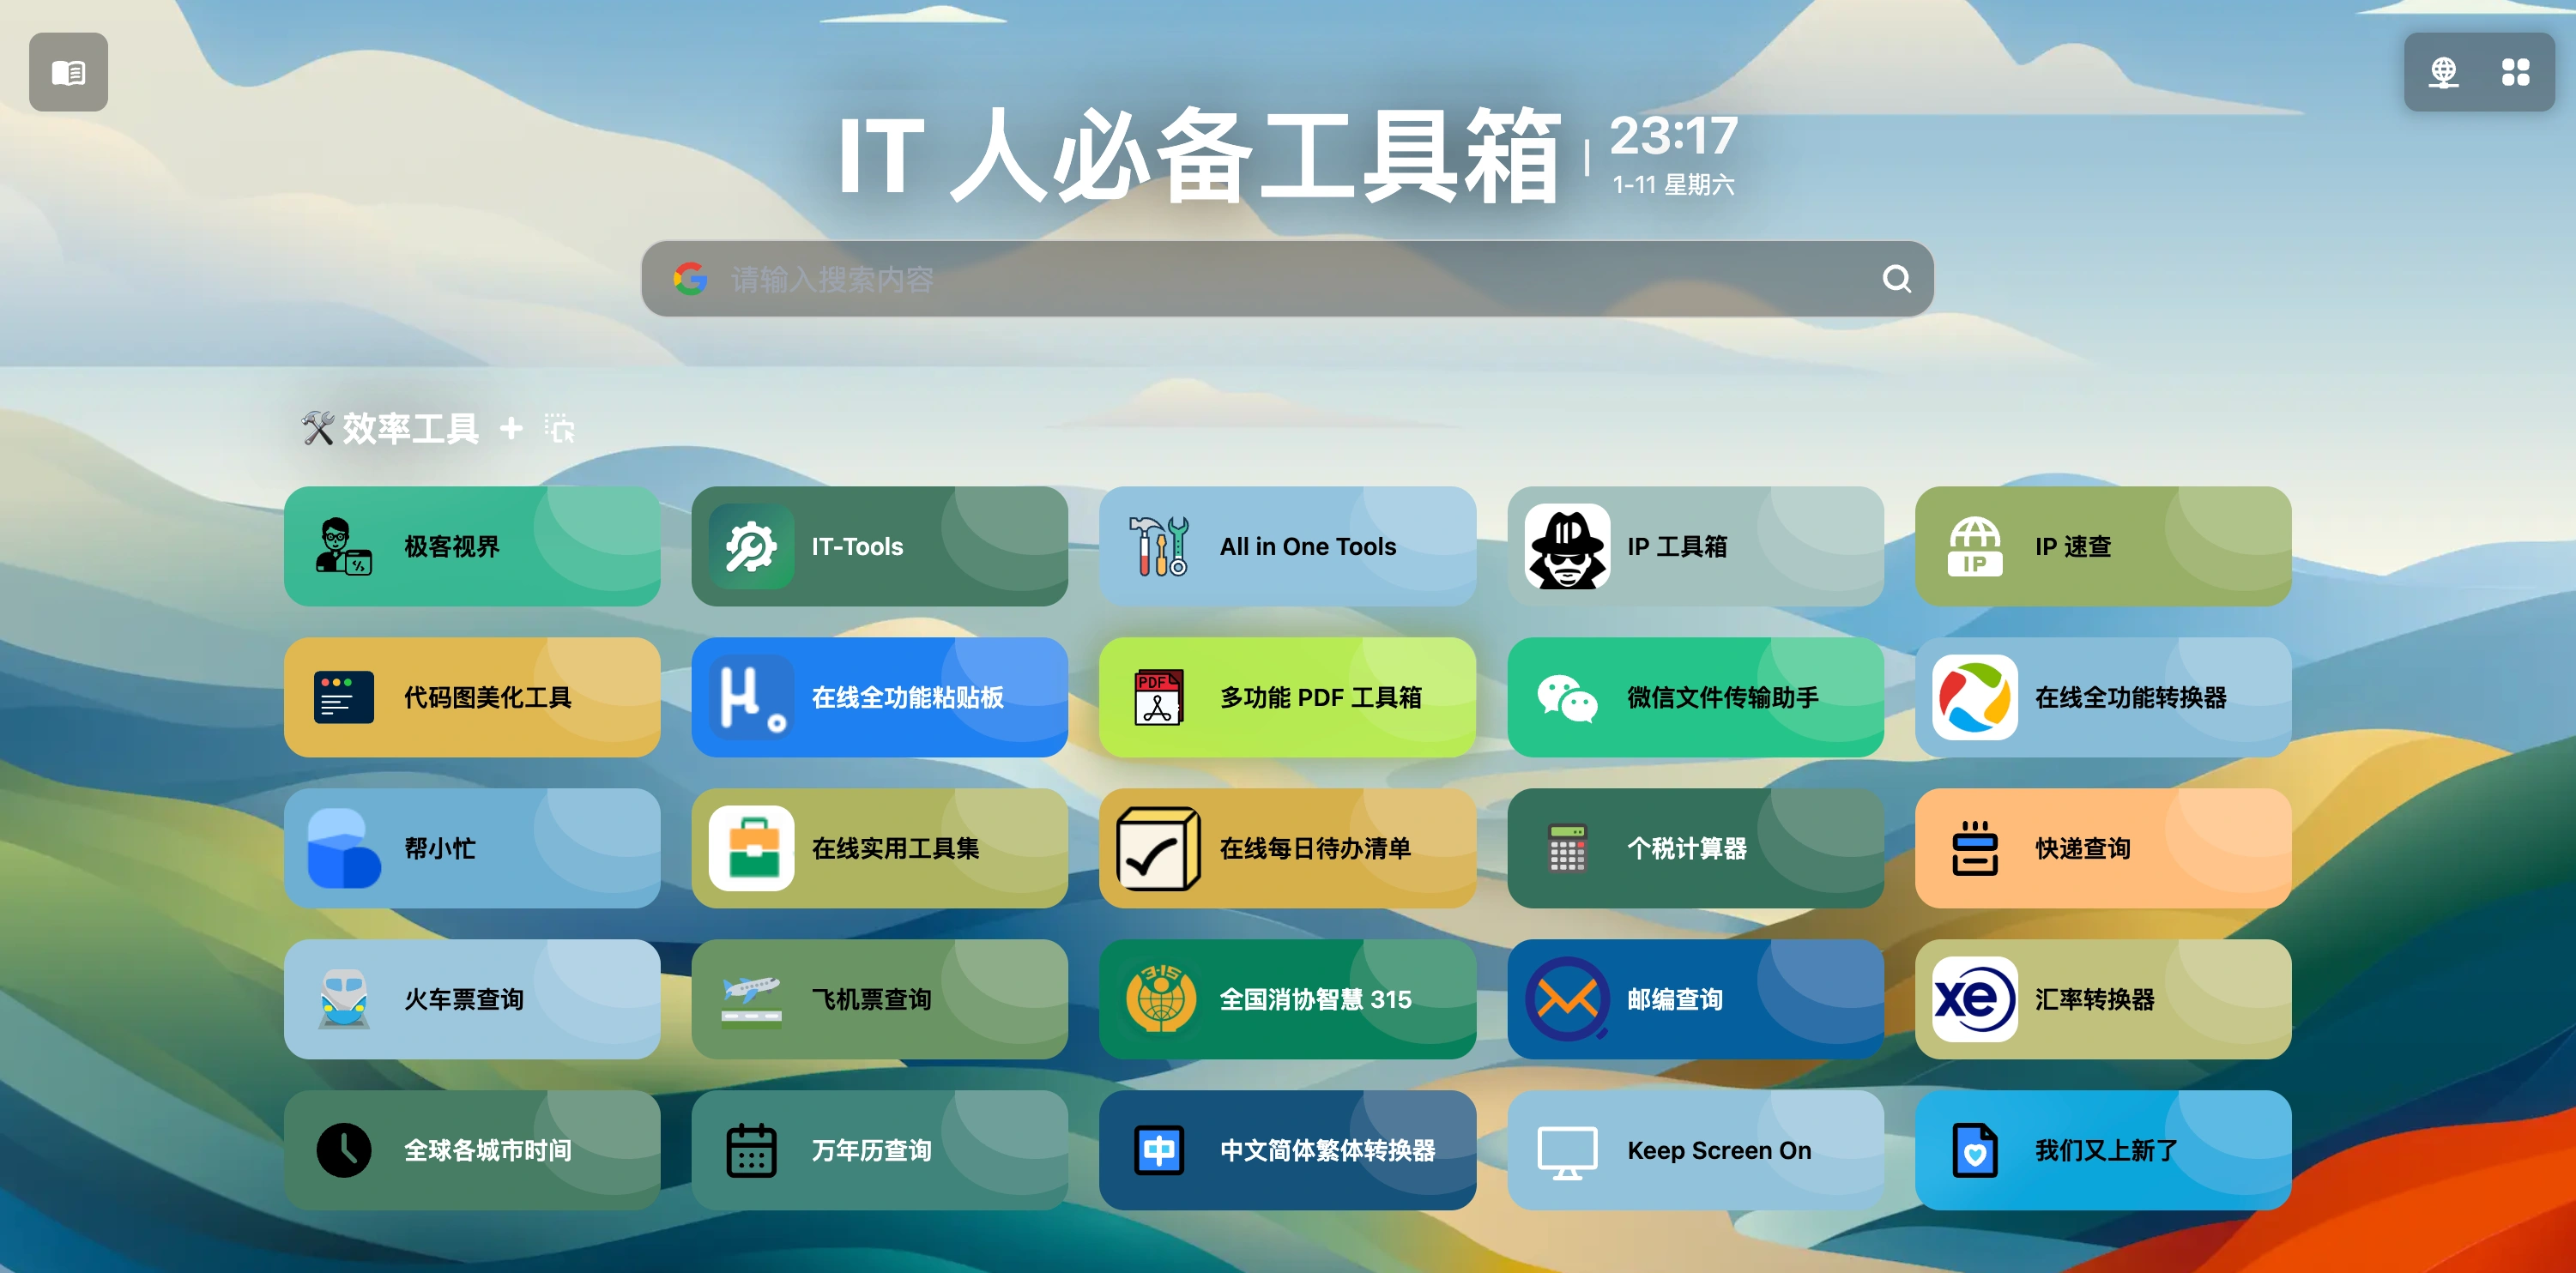 IT 人必备工具箱
23:17
1-11 星期六
请输入搜索内容
效率工具
极客视界
IT-Tools
All in One Tools
IP
IP 工具箱
IP
IP 速查
代码图美化工具
在线全功能粘贴板
PDF
多功能 PDF 工具箱
微信文件传输助手
在线全功能转换器
帮小忙
在线实用工具集
在线每日待办清单
个税计算器
快递查询
火车票查询
飞机票查询
3·15
全国消协智慧 315
邮编查询
xe
汇率转换器
全球各城市时间
万年历查询
中
中文简体繁体转换器
Keep Screen On
我们又上新了